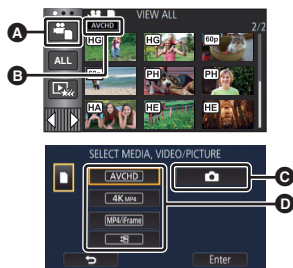 VIEW ALL
AVCHD
2/2
A
HG HG 60p
ALL
B
60p PH PH
HA HE HE
SELECT MEDIA, VIDEO/PICTURE
AVCHD
C
4K MP4
D
MP4/iFrame
Enter